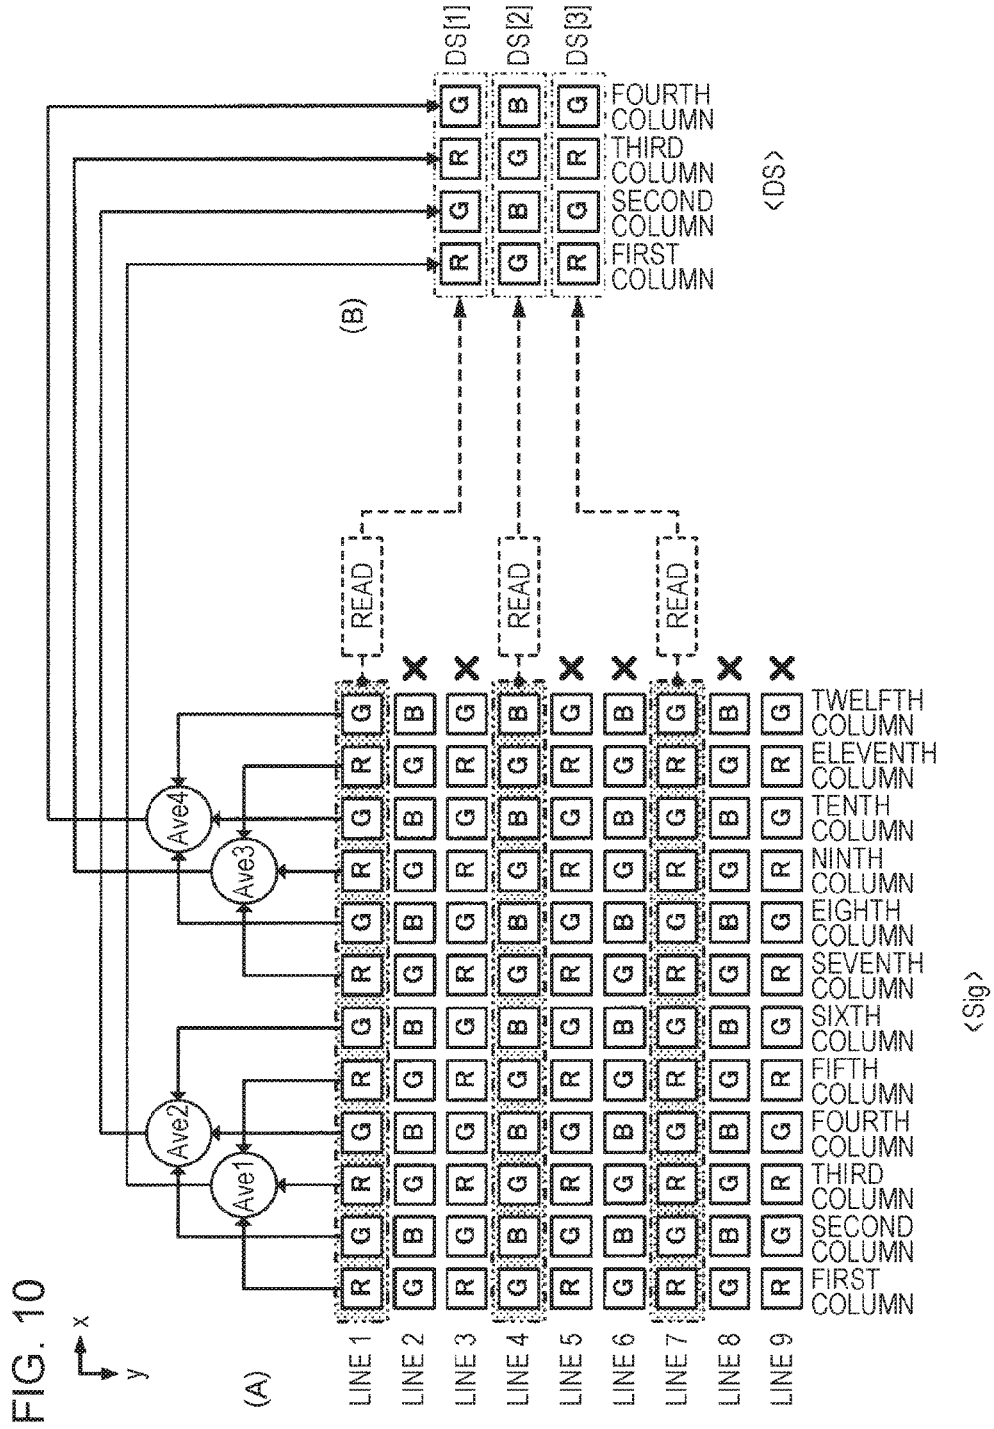 FIG. 10
x
y
(A)
Ave1
Ave2
Ave3
Ave4
LINE 1 R G R G R G R G R G R G READ
LINE 2 G B G B G B G B G B G B
LINE 3 R G R G R G R G R G R G
LINE 4 G B G B G B G B G B G B READ
LINE 5 R G R G R G R G R G R G
LINE 6 G B G B G B G B G B G B
LINE 7 R G R G R G R G R G R G READ
LINE 8 G B G B G B G B G B G B
LINE 9 R G R G R G R G R G R G
FIRST COLUMN
SECOND COLUMN
THIRD COLUMN
FOURTH COLUMN
FIFTH COLUMN
SIXTH COLUMN
SEVENTH COLUMN
EIGHTH COLUMN
NINTH COLUMN
TENTH COLUMN
ELEVENTH COLUMN
TWELFTH COLUMN
<Sig>
(B)
R G R G DS[1]
G B G B DS[2]
R G R G DS[3]
FIRST COLUMN
SECOND COLUMN
THIRD COLUMN
FOURTH COLUMN
<DS>